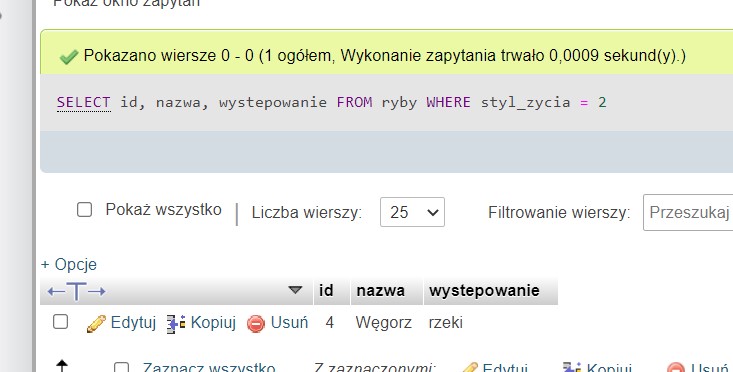 Pokaż okno zapytań
Pokazano wiersze 0 - 0 (1 ogółem, Wykonanie zapytania trwało 0,0009 sekund(y).)
SELECT id, nazwa, wystepowanie FROM ryby WHERE styl_zycia = 2
Pokaż wszystko | Liczba wierszy: 25 Filtrowanie wierszy: Przeszukaj
+ Opcje
←T→ id nazwa wystepowanie
Edytuj Kopiuj Usuń 4 Węgorz rzeki
Zaznacz wszystko Z zaznaczonymi: Edytuj Kopiuj Usuń